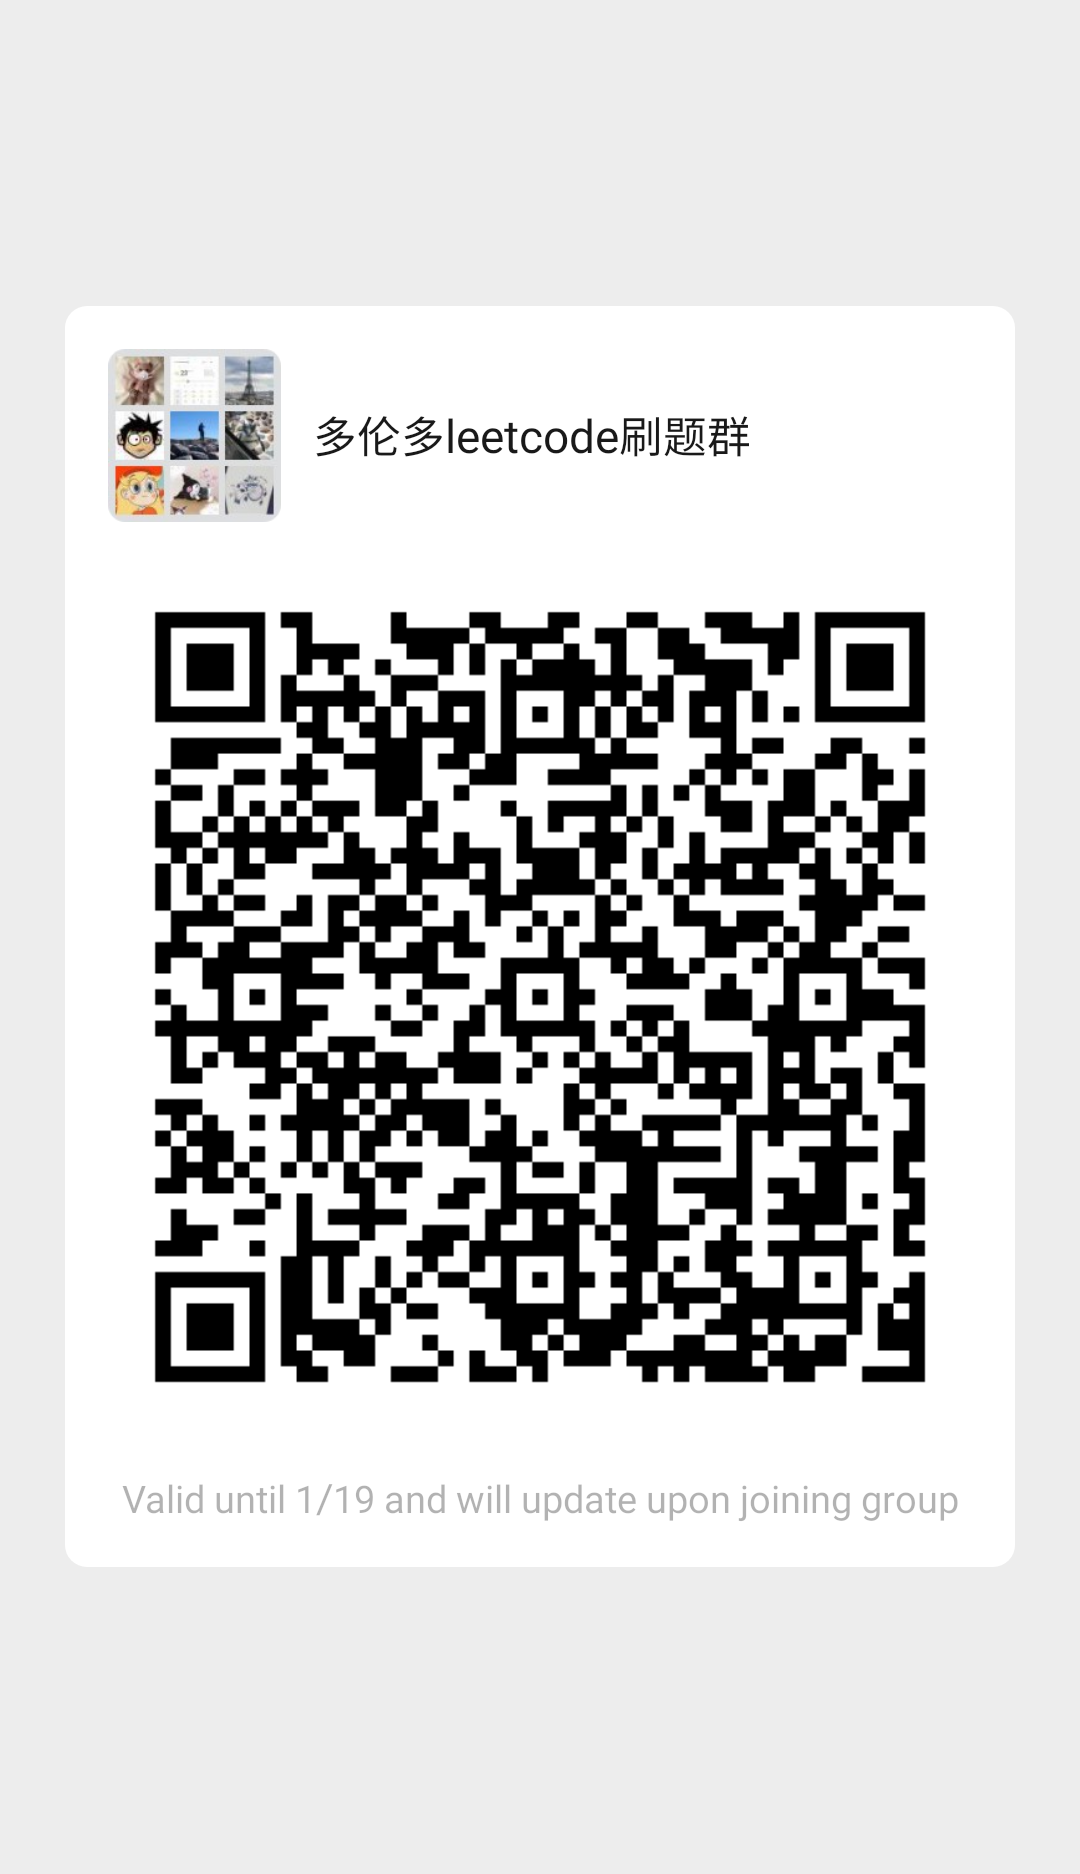 多伦多leetcode刷题群
Valid until 1/19 and will update upon joining group